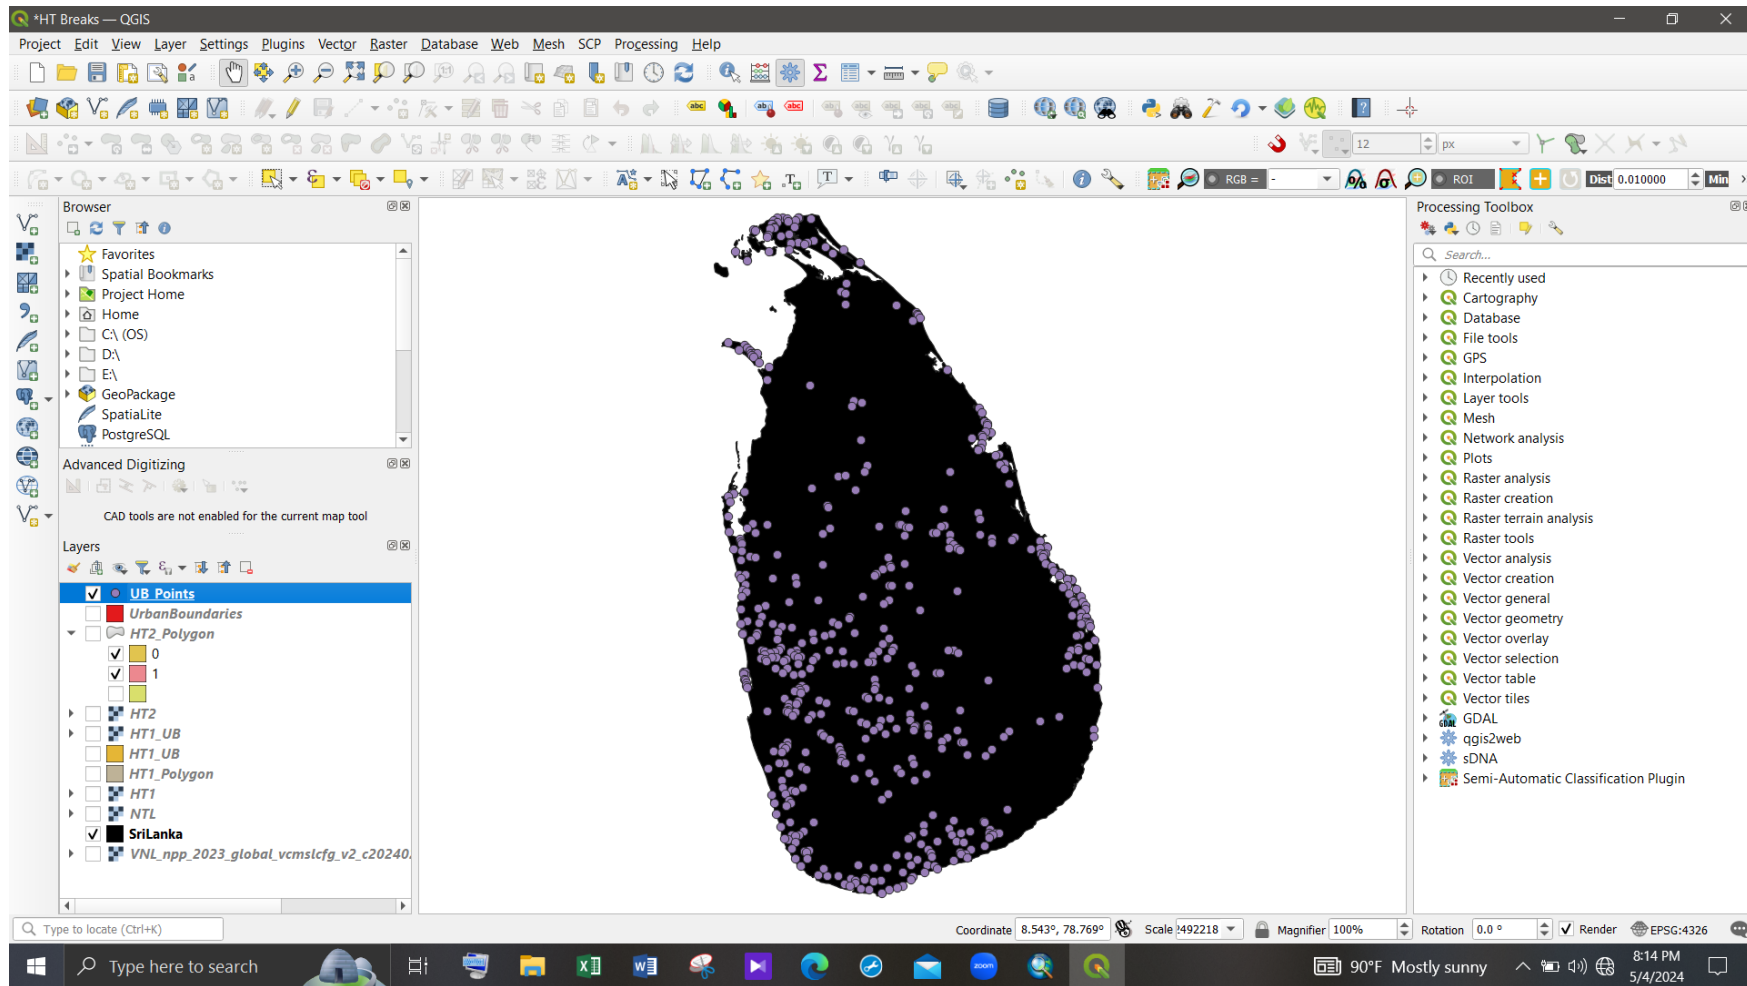 *HT Breaks — QGIS
Project Edit View Layer Settings Plugins Vector Raster Database Web Mesh SCP Processing Help
abc abc abc
12 px
T
RGB = - ROI Dist 0.010000 Min
Browser
Favorites
Spatial Bookmarks
Project Home
Home
C:\ (OS)
D:\
E:\
GeoPackage
SpatiaLite
PostgreSQL
Advanced Digitizing
CAD tools are not enabled for the current map tool
Layers
UB_Points
UrbanBoundaries
HT2_Polygon
0
1
HT2
HT1_UB
HT1_UB
HT1_Polygon
HT1
NTL
SriLanka
VNL_npp_2023_global_vcmslcfg_v2_c20240.
Processing Toolbox
Search...
Recently used
Cartography
Database
File tools
GPS
Interpolation
Layer tools
Mesh
Network analysis
Plots
Raster analysis
Raster creation
Raster terrain analysis
Raster tools
Vector analysis
Vector creation
Vector general
Vector geometry
Vector overlay
Vector selection
Vector table
Vector tiles
GDAL
qgis2web
sDNA
Semi-Automatic Classification Plugin
Type to locate (Ctrl+K)
Coordinate 8.543°, 78.769° Scale !492218 Magnifier 100% Rotation 0.0 ° Render EPSG:4326
Type here to search
zoom
90°F Mostly sunny
8:14 PM
5/4/2024